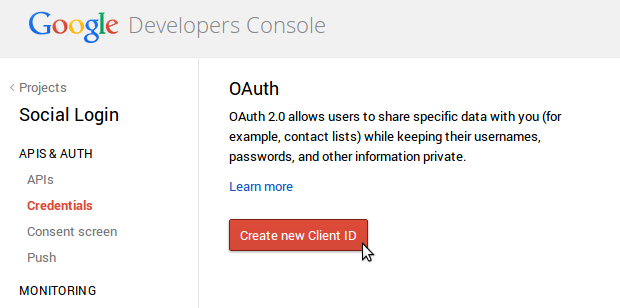 Google Developers Console
Projects
Social Login
APIS & AUTH
APIs
Credentials
Consent screen
Push
MONITORING
OAuth
OAuth 2.0 allows users to share specific data with you (for
example, contact lists) while keeping their usernames,
passwords, and other information private.
Learn more
Create new Client ID